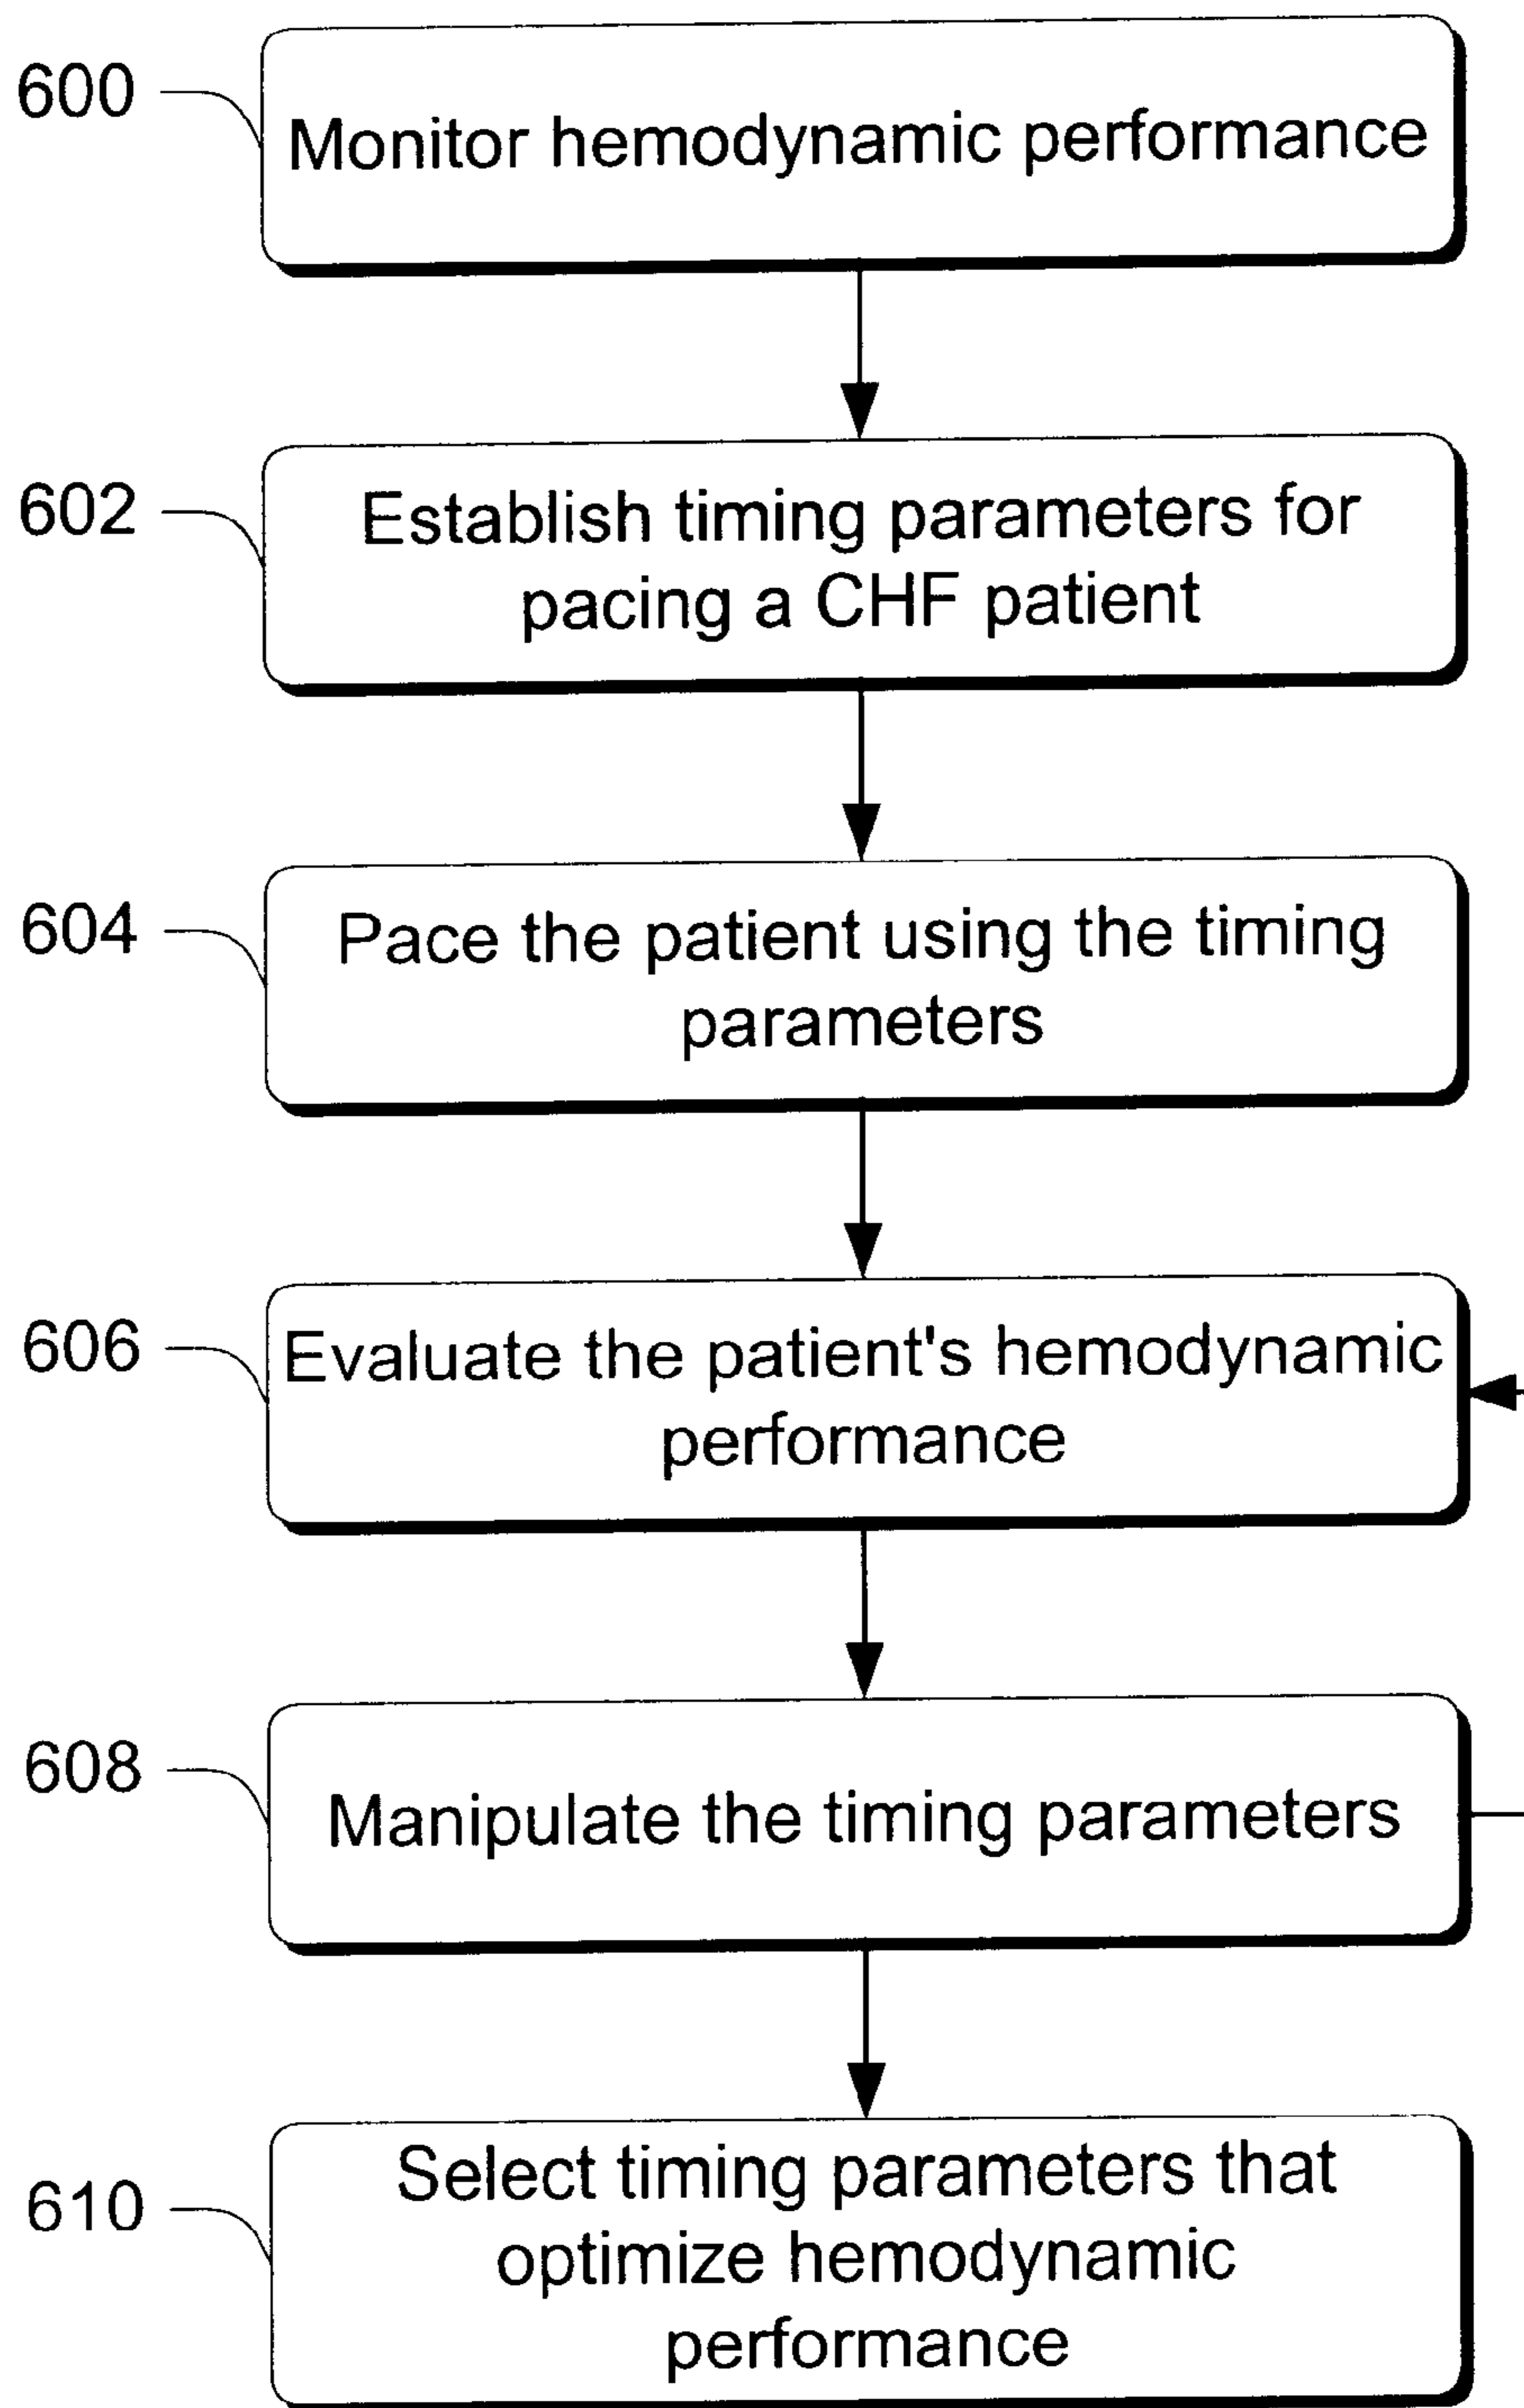 600
Monitor hemodynamic performance
602
Establish timing parameters for
pacing a CHF patient
604
Pace the patient using the timing
parameters
606
Evaluate the patient's hemodynamic
performance
608
Manipulate the timing parameters
610
Select timing parameters that
optimize hemodynamic
performance